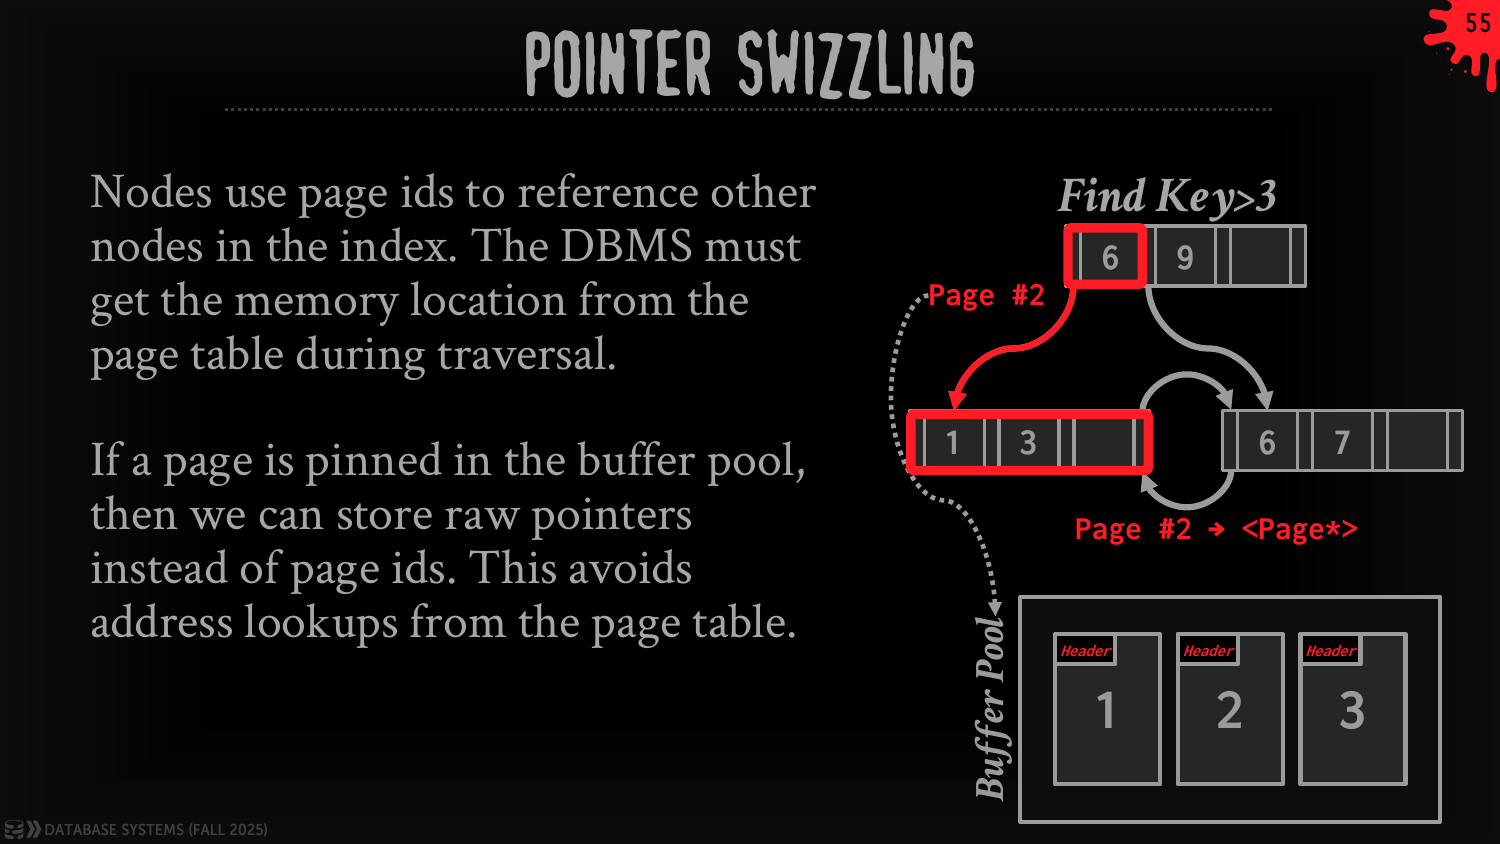 55
POINTER SWIZZLING
Nodes use page ids to reference other
nodes in the index. The DBMS must
get the memory location from the
page table during traversal.
If a page is pinned in the buffer pool,
then we can store raw pointers
instead of page ids. This avoids
address lookups from the page table.
Find Key>3
6 9
Page #2
1 3
6 7
Page #2 → <Page*>
Buffer Pool
Header Header Header
1 2 3
DATABASE SYSTEMS (FALL 2025)